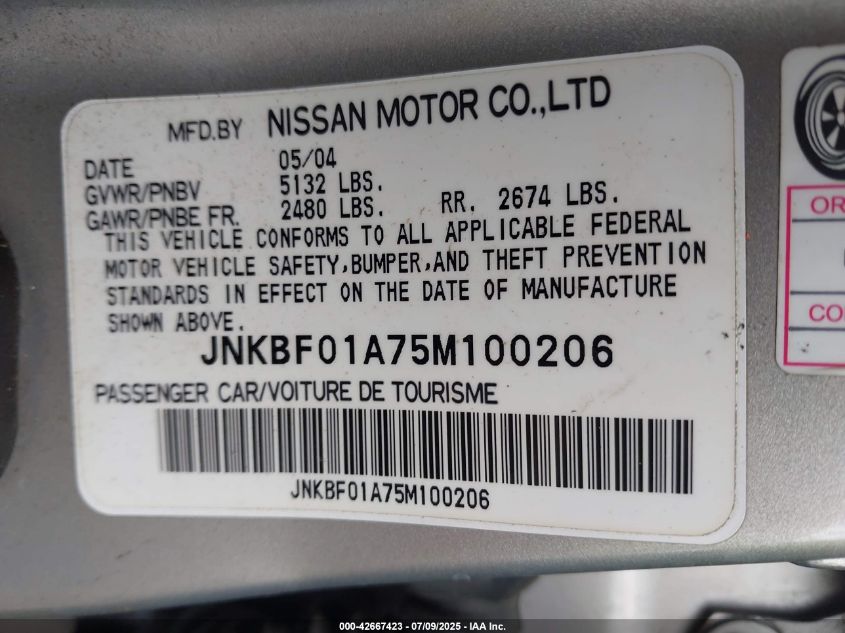 MFD.BY NISSAN MOTOR CO.,LTD
DATE 05/04
GVWR/PNBV 5132 LBS.
GAWR/PNBE FR. 2480 LBS. RR. 2674 LBS.
THIS VEHICLE CONFORMS TO ALL APPLICABLE FEDERAL
MOTOR VEHICLE SAFETY,BUMPER,AND THEFT PREVENTION
STANDARDS IN EFFECT ON THE DATE OF MANUFACTURE
SHOWN ABOVE.
JNKBF01A75M100206
PASSENGER CAR/VOITURE DE TOURISME
JNKBF01A75M100206
OR
CO
000-42667423 - 07/09/2025 - IAA Inc.